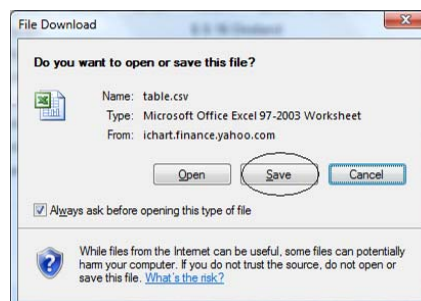 File Download
Do you want to open or save this file?
Name: table.csv
Type: Microsoft Office Excel 97-2003 Worksheet
From: ichart.finance.yahoo.com
Open Save Cancel
Always ask before opening this type of file
While files from the Internet can be useful, some files can potentially
harm your computer. If you do not trust the source, do not open or
save this file. What's the risk?